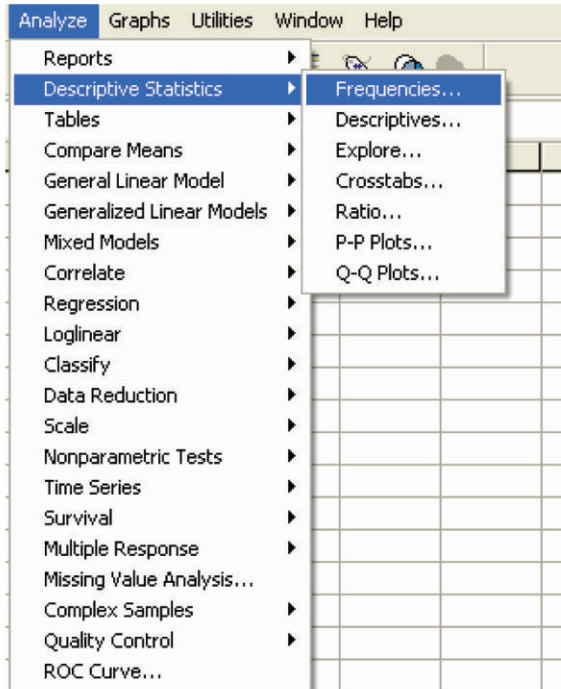 Analyze Graphs Utilities Window Help
Reports
Descriptive Statistics
Tables
Compare Means
General Linear Model
Generalized Linear Models
Mixed Models
Correlate
Regression
Loglinear
Classify
Data Reduction
Scale
Nonparametric Tests
Time Series
Survival
Multiple Response
Missing Value Analysis...
Complex Samples
Quality Control
ROC Curve...
Frequencies...
Descriptives...
Explore...
Crosstabs...
Ratio...
P-P Plots...
Q-Q Plots...